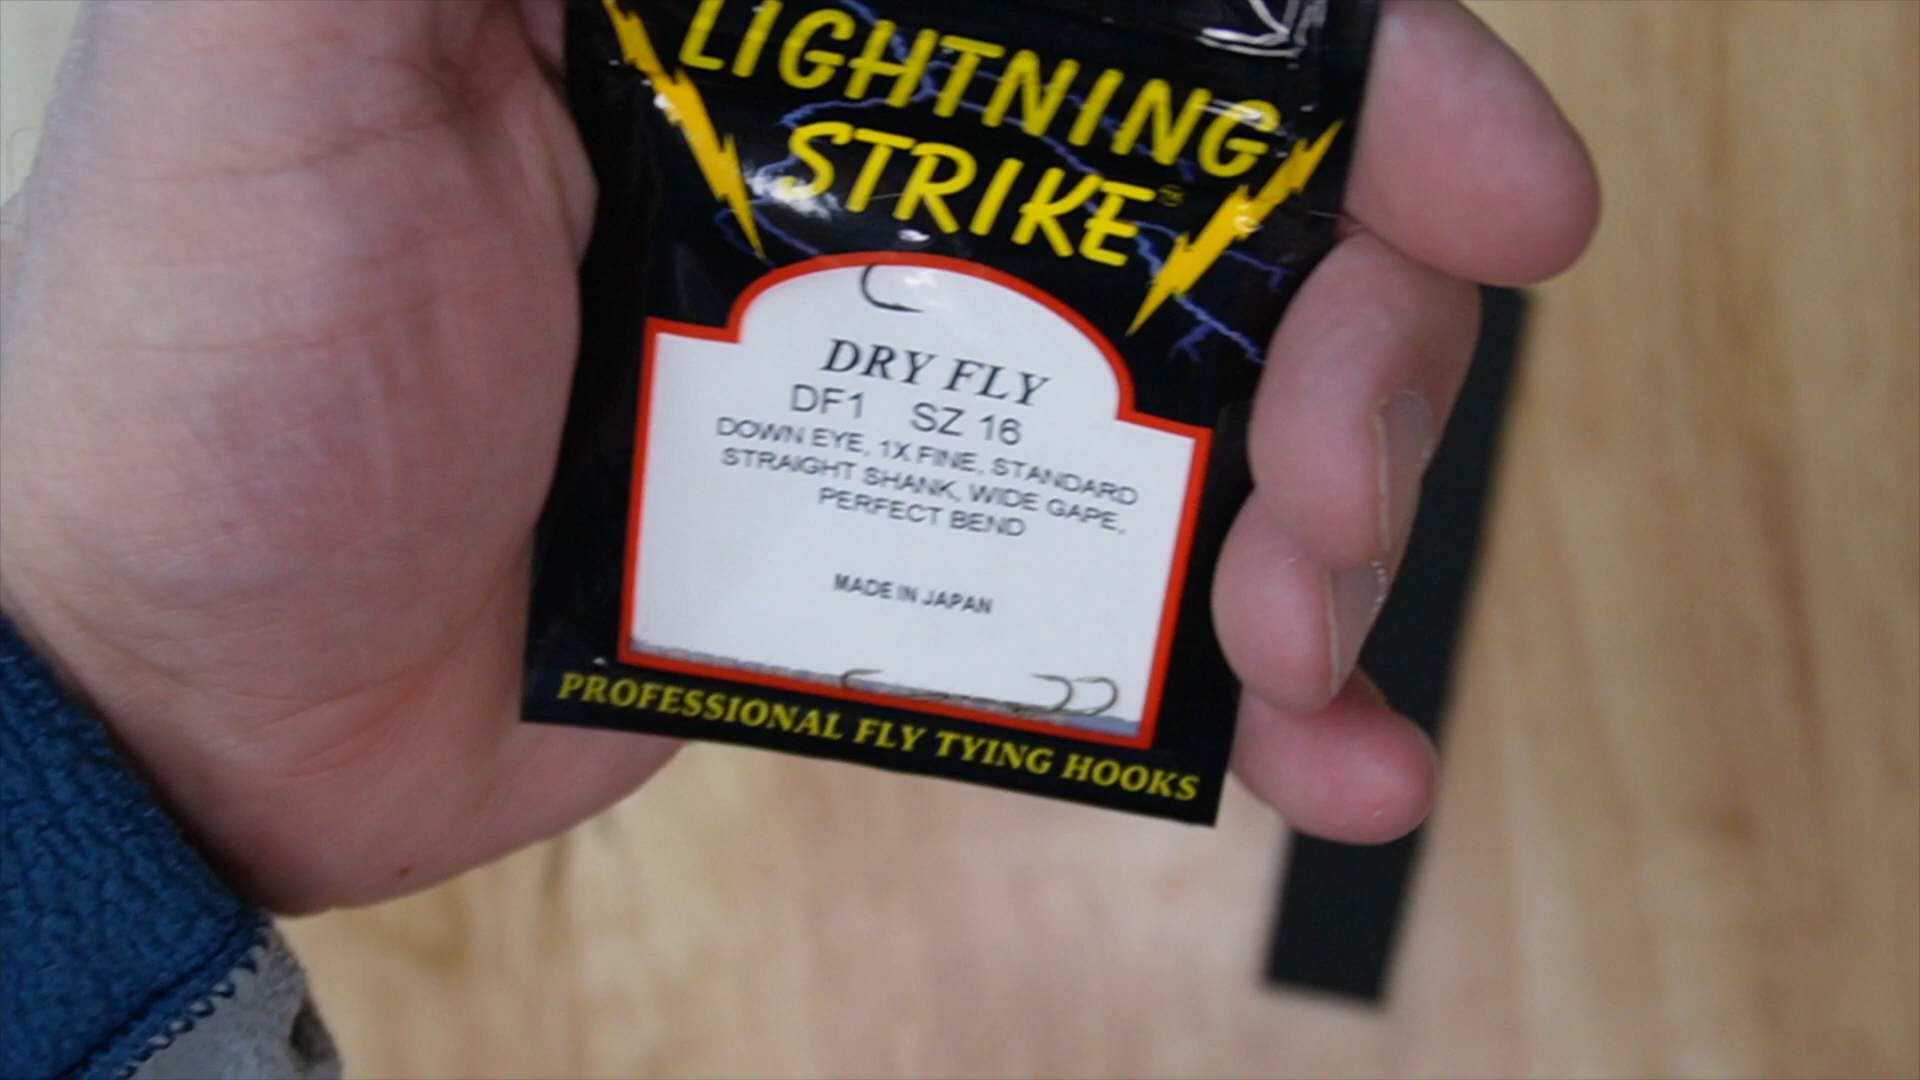 LIGHTNING
STRIKE™
DRY FLY
DF1 SZ 16
DOWN EYE, 1X FINE, STANDARD
STRAIGHT SHANK, WIDE GAPE,
PERFECT BEND
MADE IN JAPAN
PROFESSIONAL FLY TYING HOOKS